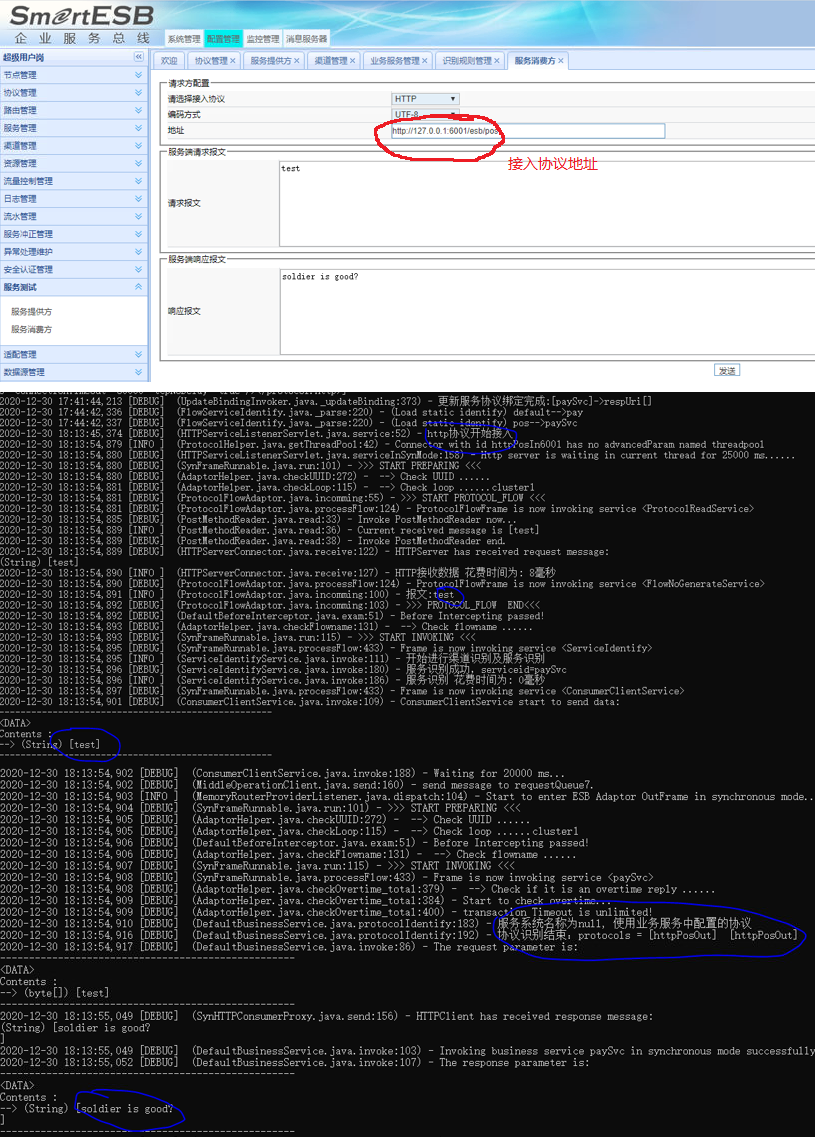 SmartESB
企 业 服 务 总 线
系统管理 配置管理 监控管理 消息服务器
超级用户岗
节点管理
协议管理
路由管理
服务管理
渠道管理
资源管理
流量控制管理
日志管理
流水管理
服务冲正管理
异常处理维护
安全认证管理
服务测试
服务提供方
服务消费方
适配管理
数据源管理
欢迎 协议管理 服务提供方 渠道管理 业务服务管理 识别规则管理 服务消费方
请求方配置
请选择接入协议 HTTP
编码方式 UTF-8
地址 http://127.0.0.1:6001/esb/pos
接入协议地址
服务端请求报文
请求报文 test
服务端响应报文
响应报文 soldier is good?
发送
2020-12-30 17:41:44,213 [DEBUG] (UpdateBindingInvoker.java._updateBinding:373) - 更新服务协议绑定完成:[paySvc]->respUri[]
2020-12-30 17:44:42,336 [DEBUG] (FlowServiceIdentify.java._parse:220) - (Load static identify) default-->pay
2020-12-30 17:44:42,337 [DEBUG] (FlowServiceIdentify.java._parse:220) - (Load static identify) pos-->paySvc
2020-12-30 18:13:45,374 [DEBUG] (HTTPServiceListenerServlet.java.service:52) - http协议开始接入
2020-12-30 18:13:54,879 [INFO ] (ProtocolHelper.java.getThreadPool:42) - Connector with id httpPosIn6001 has no advancedParam named threadpool
2020-12-30 18:13:54,880 [DEBUG] (HTTPServiceListenerServlet.java.serviceInSynMode:158) - Http server is waiting in current thread for 25000 ms......
2020-12-30 18:13:54,880 [DEBUG] (SynFrameRunnable.java.run:101) - >>> START PREPARING <<<
2020-12-30 18:13:54,880 [DEBUG] (AdaptorHelper.java.checkUUID:272) - --> Check UUID ......
2020-12-30 18:13:54,881 [DEBUG] (AdaptorHelper.java.checkLoop:115) - --> Check loop ......cluster1
2020-12-30 18:13:54,881 [DEBUG] (ProtocolFlowAdaptor.java.incomming:55) - >>> START PROTOCOL_FLOW <<<
2020-12-30 18:13:54,881 [DEBUG] (ProtocolFlowAdaptor.java.processFlow:124) - ProtocolFlowFrame is now invoking service <ProtocolReadService>
2020-12-30 18:13:54,885 [DEBUG] (PostMethodReader.java.read:33) - Invoke PostMethodReader now...
2020-12-30 18:13:54,889 [INFO ] (PostMethodReader.java.read:36) - Current received message is [test]
2020-12-30 18:13:54,889 [DEBUG] (PostMethodReader.java.read:38) - Invoke PostMethodReader end.
2020-12-30 18:13:54,889 [DEBUG] (HTTPServerConnector.java.receive:122) - HTTPServer has received request message:
(String) [test]
2020-12-30 18:13:54,890 [INFO ] (HTTPServerConnector.java.receive:127) - HTTP接收数据 花费时间为: 8毫秒
2020-12-30 18:13:54,890 [DEBUG] (ProtocolFlowAdaptor.java.processFlow:124) - ProtocolFlowFrame is now invoking service <FlowNoGenerateService>
2020-12-30 18:13:54,891 [INFO ] (ProtocolFlowAdaptor.java.incomming:100) - 报文:test
2020-12-30 18:13:54,892 [DEBUG] (ProtocolFlowAdaptor.java.incomming:103) - >>> PROTOCOL_FLOW END<<<
2020-12-30 18:13:54,892 [DEBUG] (DefaultBeforeInterceptor.java.exam:51) - Before Intercepting passed!
2020-12-30 18:13:54,893 [DEBUG] (AdaptorHelper.java.checkFlowname:131) - --> Check flowname ......
2020-12-30 18:13:54,893 [DEBUG] (SynFrameRunnable.java.run:115) - >>> START INVOKING <<<
2020-12-30 18:13:54,895 [DEBUG] (SynFrameRunnable.java.processFlow:433) - Frame is now invoking service <ServiceIdentify>
2020-12-30 18:13:54,895 [INFO ] (ServiceIdentifyService.java.invoke:111) - 开始进行渠道识别及服务识别
2020-12-30 18:13:54,896 [DEBUG] (ServiceIdentifyService.java.invoke:180) - 服务识别成功, serviceid=paySvc
2020-12-30 18:13:54,896 [INFO ] (ServiceIdentifyService.java.invoke:186) - 服务识别 花费时间为: 0毫秒
2020-12-30 18:13:54,897 [DEBUG] (SynFrameRunnable.java.processFlow:433) - Frame is now invoking service <ConsumerClientService>
2020-12-30 18:13:54,901 [DEBUG] (ConsumerClientService.java.invoke:109) - ConsumerClientService start to send data:
------------------------------------------------
<DATA>
Contents :
--> (String) [test]
------------------------------------------------
2020-12-30 18:13:54,902 [DEBUG] (ConsumerClientService.java.invoke:188) - Waiting for 20000 ms...
2020-12-30 18:13:54,902 [DEBUG] (MiddleOperationClient.java.send:160) - send message to requestQueue7.
2020-12-30 18:13:54,903 [INFO ] (MemoryRouterProviderListener.java.dispatch:104) - Start to enter ESB Adaptor OutFrame in synchronous mode..
2020-12-30 18:13:54,904 [DEBUG] (SynFrameRunnable.java.run:101) - >>> START PREPARING <<<
2020-12-30 18:13:54,905 [DEBUG] (AdaptorHelper.java.checkUUID:272) - --> Check UUID ......
2020-12-30 18:13:54,905 [DEBUG] (AdaptorHelper.java.checkLoop:115) - --> Check loop ......cluster1
2020-12-30 18:13:54,906 [DEBUG] (DefaultBeforeInterceptor.java.exam:51) - Before Intercepting passed!
2020-12-30 18:13:54,906 [DEBUG] (AdaptorHelper.java.checkFlowname:131) - --> Check flowname ......
2020-12-30 18:13:54,907 [DEBUG] (SynFrameRunnable.java.run:115) - >>> START INVOKING <<<
2020-12-30 18:13:54,908 [DEBUG] (SynFrameRunnable.java.processFlow:433) - Frame is now invoking service <paySvc>
2020-12-30 18:13:54,908 [DEBUG] (AdaptorHelper.java.checkOvertime_total:379) - --> Check if it is an overtime reply ......
2020-12-30 18:13:54,909 [DEBUG] (AdaptorHelper.java.checkOvertime_total:384) - Start to check overtime...
2020-12-30 18:13:54,909 [DEBUG] (AdaptorHelper.java.checkOvertime_total:400) - transaction Timeout is unlimited!
2020-12-30 18:13:54,910 [DEBUG] (DefaultBusinessService.java.protocolIdentify:183) - 服务系统名称为null, 使用业务服务中配置的协议
2020-12-30 18:13:54,916 [DEBUG] (DefaultBusinessService.java.protocolIdentify:192) - 协议识别结束: protocols = [httpPosOut] [httpPosOut]
2020-12-30 18:13:54,917 [DEBUG] (DefaultBusinessService.java.invoke:86) - The request parameter is:
----------------------------------------------------
<DATA>
Contents :
--> (byte[]) [test]
----------------------------------------------------
2020-12-30 18:13:55,049 [DEBUG] (SynHTTPConsumerProxy.java.send:156) - HTTPClient has received response message:
(String) [soldier is good?
]
2020-12-30 18:13:55,049 [DEBUG] (DefaultBusinessService.java.invoke:103) - Invoking business service paySvc in synchronous mode successfully
2020-12-30 18:13:55,052 [DEBUG] (DefaultBusinessService.java.invoke:107) - The response parameter is:
----------------------------------------------------
<DATA>
Contents :
--> (String) [soldier is good?
]
----------------------------------------------------